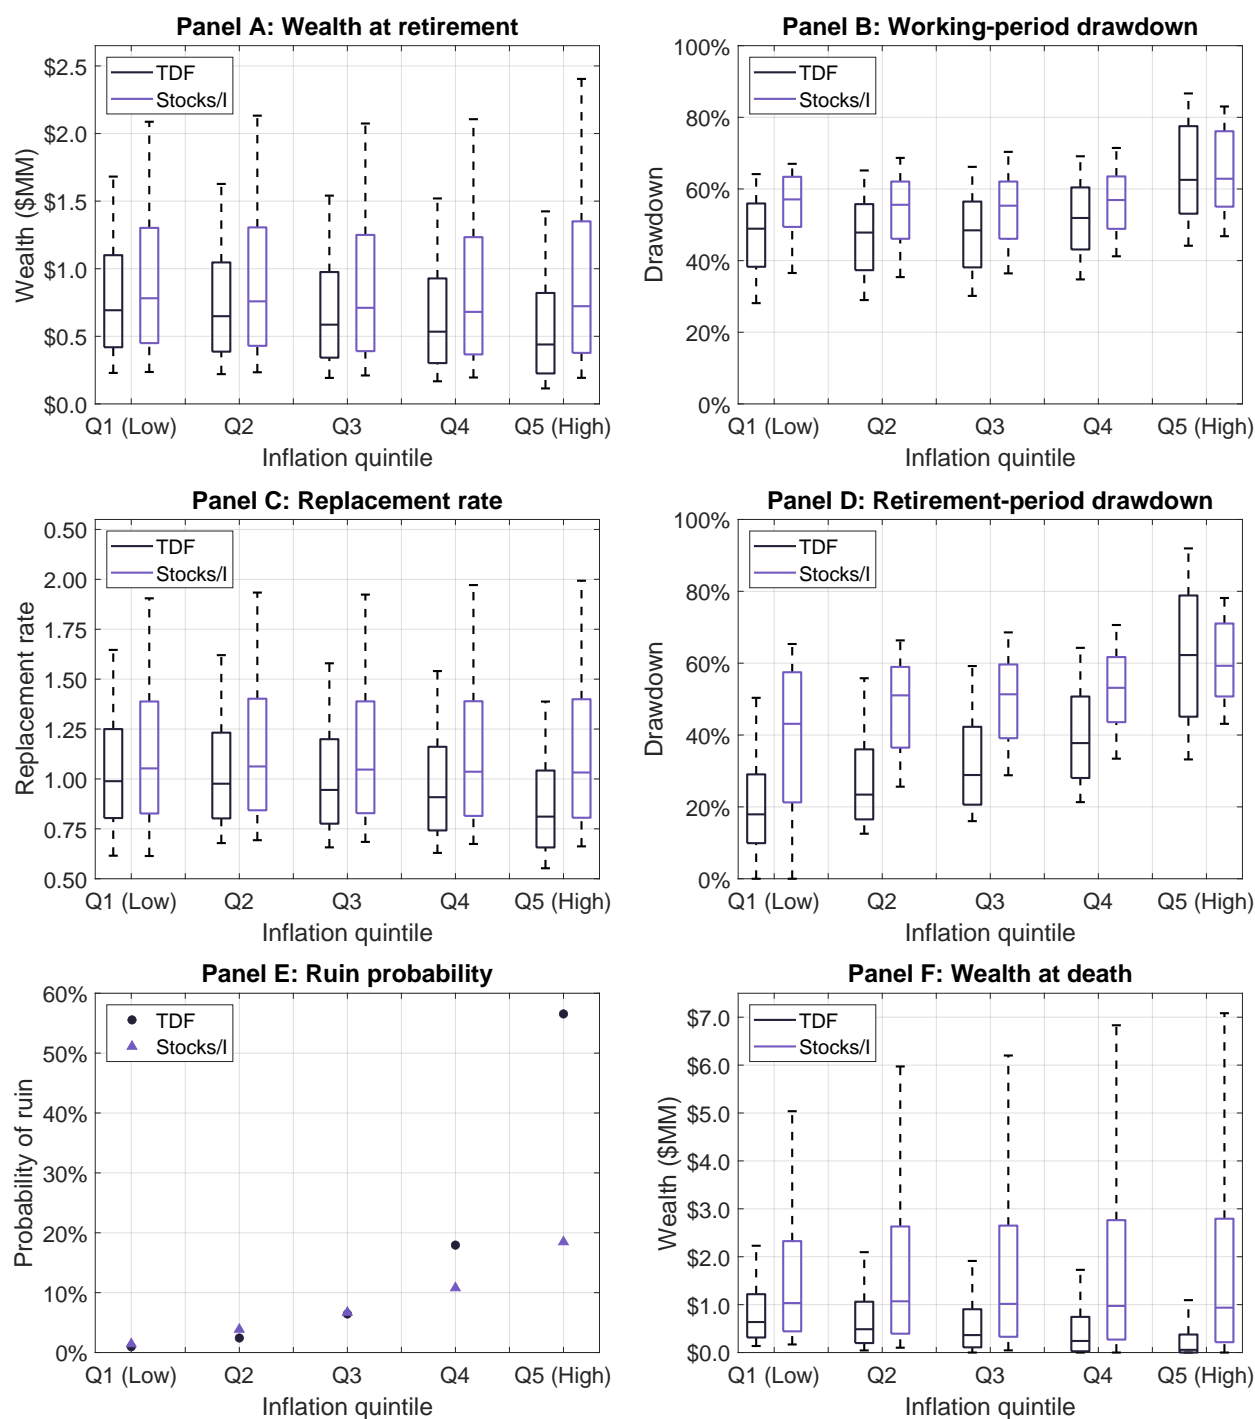 Panel A: Wealth at retirement
Wealth ($MM)
$2.5
$2.0
$1.5
$1.0
$0.5
$0.0
TDF
Stocks/I
Q1 (Low) Q2 Q3 Q4 Q5 (High)
Inflation quintile
Panel B: Working-period drawdown
Drawdown
100%
80%
60%
40%
20%
0%
TDF
Stocks/I
Q1 (Low) Q2 Q3 Q4 Q5 (High)
Inflation quintile
Panel C: Replacement rate
Replacement rate
0.50
2.00
1.75
1.50
1.25
1.00
0.75
0.50
TDF
Stocks/I
Q1 (Low) Q2 Q3 Q4 Q5 (High)
Inflation quintile
Panel D: Retirement-period drawdown
Drawdown
100%
80%
60%
40%
20%
0%
TDF
Stocks/I
Q1 (Low) Q2 Q3 Q4 Q5 (High)
Inflation quintile
Panel E: Ruin probability
Probability of ruin
60%
50%
40%
30%
20%
10%
0%
TDF
Stocks/I
Q1 (Low) Q2 Q3 Q4 Q5 (High)
Inflation quintile
Panel F: Wealth at death
Wealth ($MM)
$7.0
$6.0
$5.0
$4.0
$3.0
$2.0
$1.0
$0.0
TDF
Stocks/I
Q1 (Low) Q2 Q3 Q4 Q5 (High)
Inflation quintile